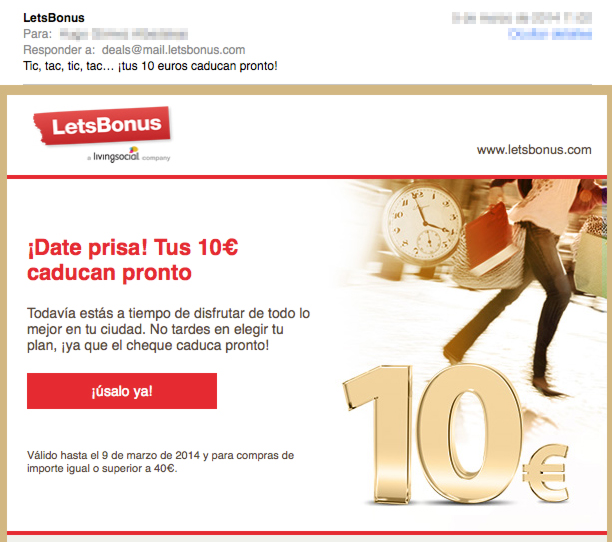 LetsBonus
Para:
Responder a: deals@mail.letsbonus.com
Tic, tac, tic, tac... ¡tus 10 euros caducan pronto!
LetsBonus
a livingsocial company
www.letsbonus.com
¡Date prisa! Tus 10€
caducan pronto
Todavía estás a tiempo de disfrutar de todo lo
mejor en tu ciudad. No tardes en elegir tu
plan, ¡ya que el cheque caduca pronto!
¡úsalo ya!
Válido hasta el 9 de marzo de 2014 y para compras de
importe igual o superior a 40€.
10€